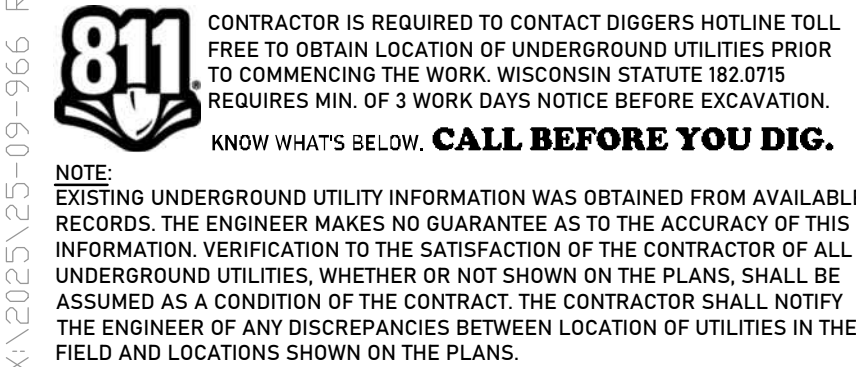 811
CONTRACTOR IS REQUIRED TO CONTACT DIGGERS HOTLINE TOLL
FREE TO OBTAIN LOCATION OF UNDERGROUND UTILITIES PRIOR
TO COMMENCING THE WORK. WISCONSIN STATUTE 182.0715
REQUIRES MIN. OF 3 WORK DAYS NOTICE BEFORE EXCAVATION.
KNOW WHAT'S BELOW. CALL BEFORE YOU DIG.
NOTE:
EXISTING UNDERGROUND UTILITY INFORMATION WAS OBTAINED FROM AVAILABLE
RECORDS. THE ENGINEER MAKES NO GUARANTEE AS TO THE ACCURACY OF THIS
INFORMATION. VERIFICATION TO THE SATISFACTION OF THE CONTRACTOR OF ALL
UNDERGROUND UTILITIES, WHETHER OR NOT SHOWN ON THE PLANS, SHALL BE
ASSUMED AS A CONDITION OF THE CONTRACT. THE CONTRACTOR SHALL NOTIFY
THE ENGINEER OF ANY DISCREPANCIES BETWEEN LOCATION OF UTILITIES IN THE
FIELD AND LOCATIONS SHOWN ON THE PLANS.
X:\2025\25-09-966